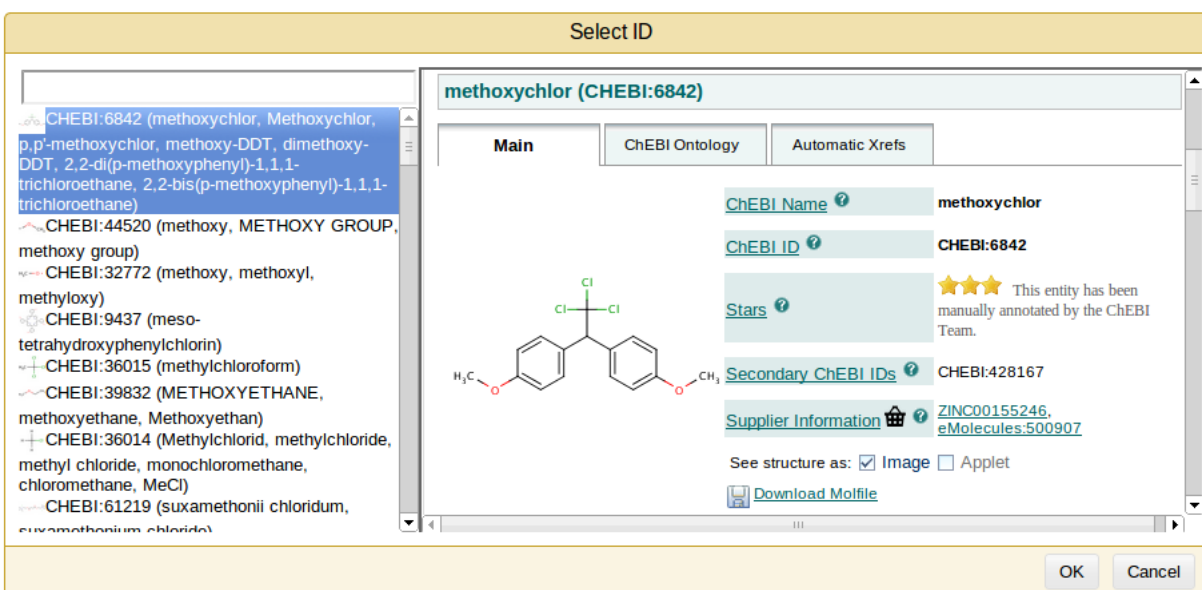 Select ID
CHEBI:6842 (methoxychlor, Methoxychlor,
p,p'-methoxychlor, methoxy-DDT, dimethoxy-
DDT, 2,2-di(p-methoxyphenyl)-1,1,1-
trichloroethane, 2,2-bis(p-methoxyphenyl)-1,1,1-
trichloroethane)
CHEBI:44520 (methoxy, METHOXY GROUP,
methoxy group)
CHEBI:32772 (methoxy, methoxyl,
methyloxy)
CHEBI:9437 (meso-
tetrahydroxyphenylchlorin)
CHEBI:36015 (methylchloroform)
CHEBI:39832 (METHOXYETHANE,
methoxyethane, Methoxyethan)
CHEBI:36014 (Methylchlorid, methylchloride,
methyl chloride, monochloromethane,
chloromethane, MeCl)
CHEBI:61219 (suxamethonii chloridum,
suxamethonium chloride)
methoxychlor (CHEBI:6842)
Main ChEBI Ontology Automatic Xrefs
Cl
Cl Cl
H3C O O CH3
ChEBI Name ? methoxychlor
ChEBI ID ? CHEBI:6842
Stars ? This entity has been
manually annotated by the ChEBI
Team.
Secondary ChEBI IDs ? CHEBI:428167
Supplier Information ? ZINC00155246,
eMolecules:500907
See structure as: Image Applet
Download Molfile
OK Cancel